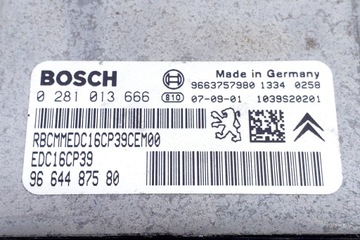 BOSCH
Made in Germany
9663757980 1334 0258
0 281 013 666 810 07-09-01 1039S20201
RBCMMEDC16CP39CEM00
EDC16CP39
96 644 875 80